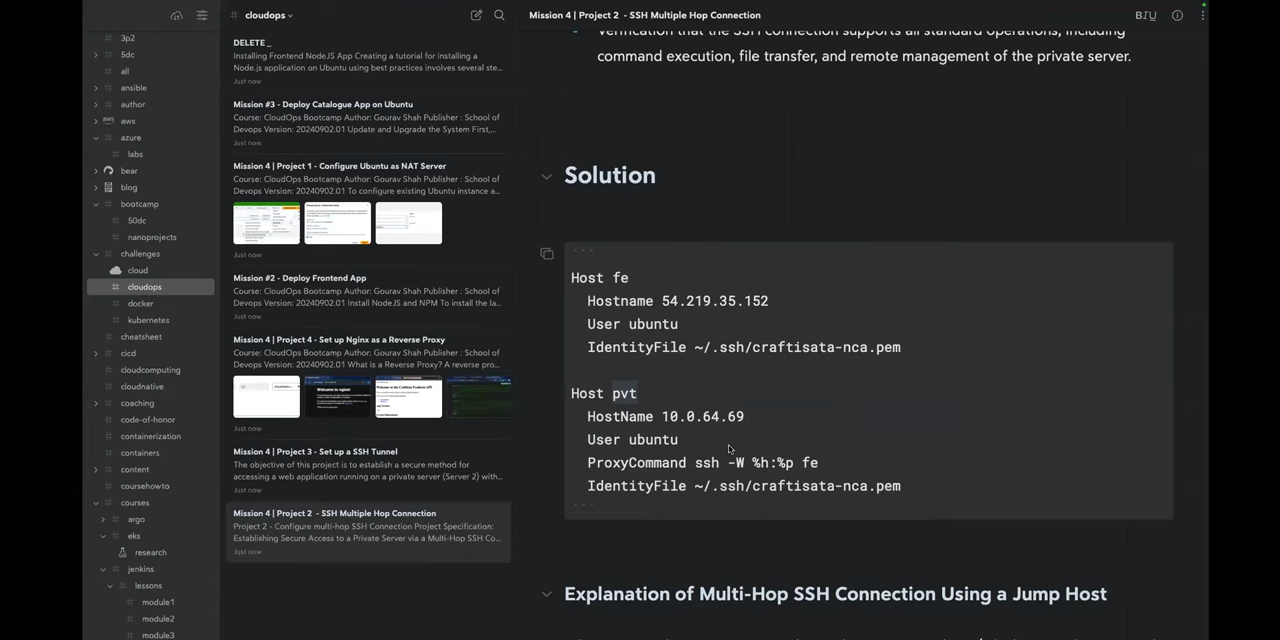 cloudops
Mission 4 | Project 2 - SSH Multiple Hop Connection
BIU
3p2
5dc
all
ansible
author
aws
aws
azure
labs
bear
blog
bootcamp
50dc
nanoprojects
challenges
cloud
cloudops
docker
kubernetes
cheatsheet
cicd
cloudcomputing
cloudnative
coaching
code-of-honor
containerization
containers
content
coursehowto
courses
argo
eks
research
jenkins
lessons
module1
module2
module3
DELETE _
Installing Frontend NodeJS App Creating a tutorial for installing a
Node.js application on Ubuntu using best practices involves several ste...
Just now
Mission #3 - Deploy Catalogue App on Ubuntu
Course: CloudOps Bootcamp Author: Gourav Shah Publisher : School of
Devops Version: 20240902.01 Update and Upgrade the System First,...
Just now
Mission 4 | Project 1 - Configure Ubuntu as NAT Server
Course: CloudOps Bootcamp Author: Gourav Shah Publisher : School of
Devops Version: 20240902.01 To configure existing Ubuntu instance a...
Just now
Mission #2 - Deploy Frontend App
Course: CloudOps Bootcamp Author: Gourav Shah Publisher : School of
Devops Version: 20240902.01 Install NodeJS and NPM To install the la...
Just now
Mission 4 | Project 4 - Set up Nginx as a Reverse Proxy
Course: CloudOps Bootcamp Author: Gourav Shah Publisher : School of
Devops Version: 20240902.01 What is a Reverse Proxy? A reverse pro...
Just now
Mission 4 | Project 3 - Set up a SSH Tunnel
The objective of this project is to establish a secure method for
accessing a web application running on a private server (Server 2) with...
Just now
Mission 4 | Project 2 - SSH Multiple Hop Connection
Project 2 - Configure multi-hop SSH Connection Project Specification:
Establishing Secure Access to a Private Server via a Multi-Hop SSH Co...
Just now
Verification that the SSH connection supports all standard operations, including
command execution, file transfer, and remote management of the private server.
Solution
```
Host fe
Hostname 54.219.35.152
User ubuntu
IdentityFile ~/.ssh/craftisata-nca.pem
Host pvt
HostName 10.0.64.69
User ubuntu
ProxyCommand ssh -W %h:%p fe
IdentityFile ~/.ssh/craftisata-nca.pem
```
Explanation of Multi-Hop SSH Connection Using a Jump Host